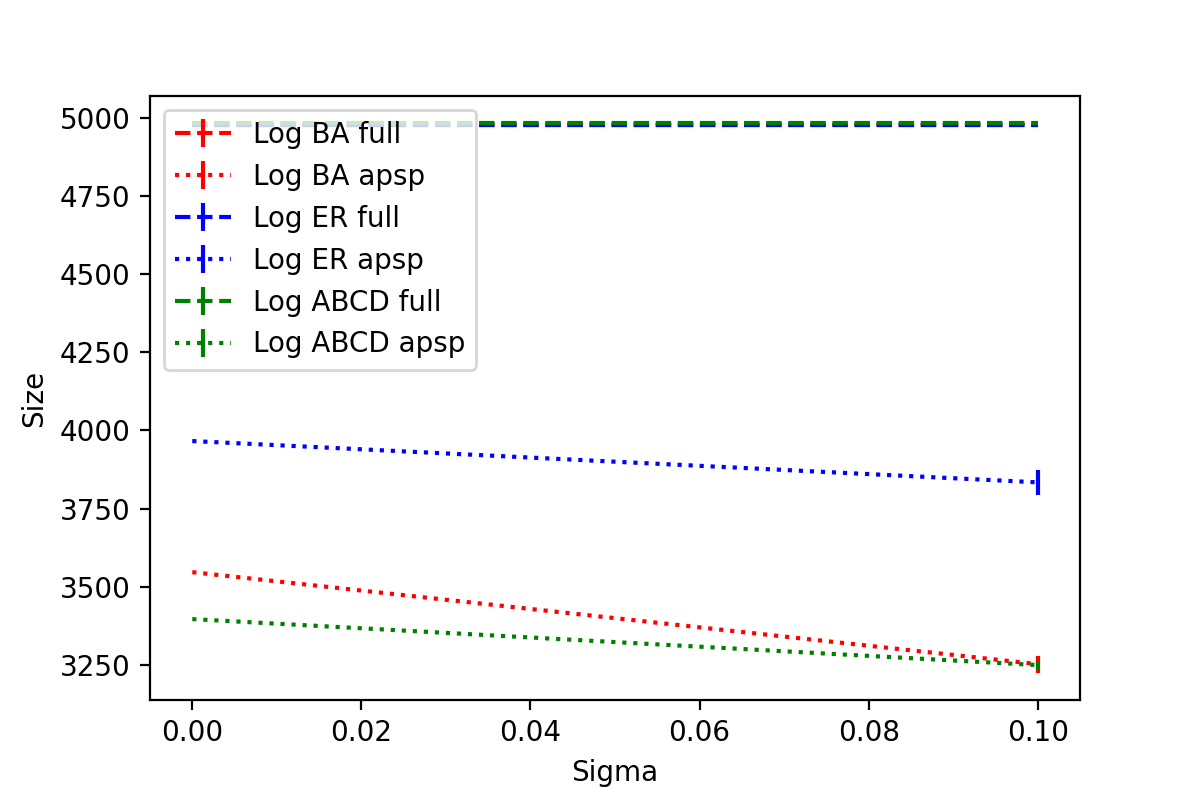 5000
4750
4500
4250
4000
3750
3500
3250
Size
Log BA full
Log BA apsp
Log ER full
Log ER apsp
Log ABCD full
Log ABCD apsp
0.00 0.02 0.04 0.06 0.08 0.10
Sigma